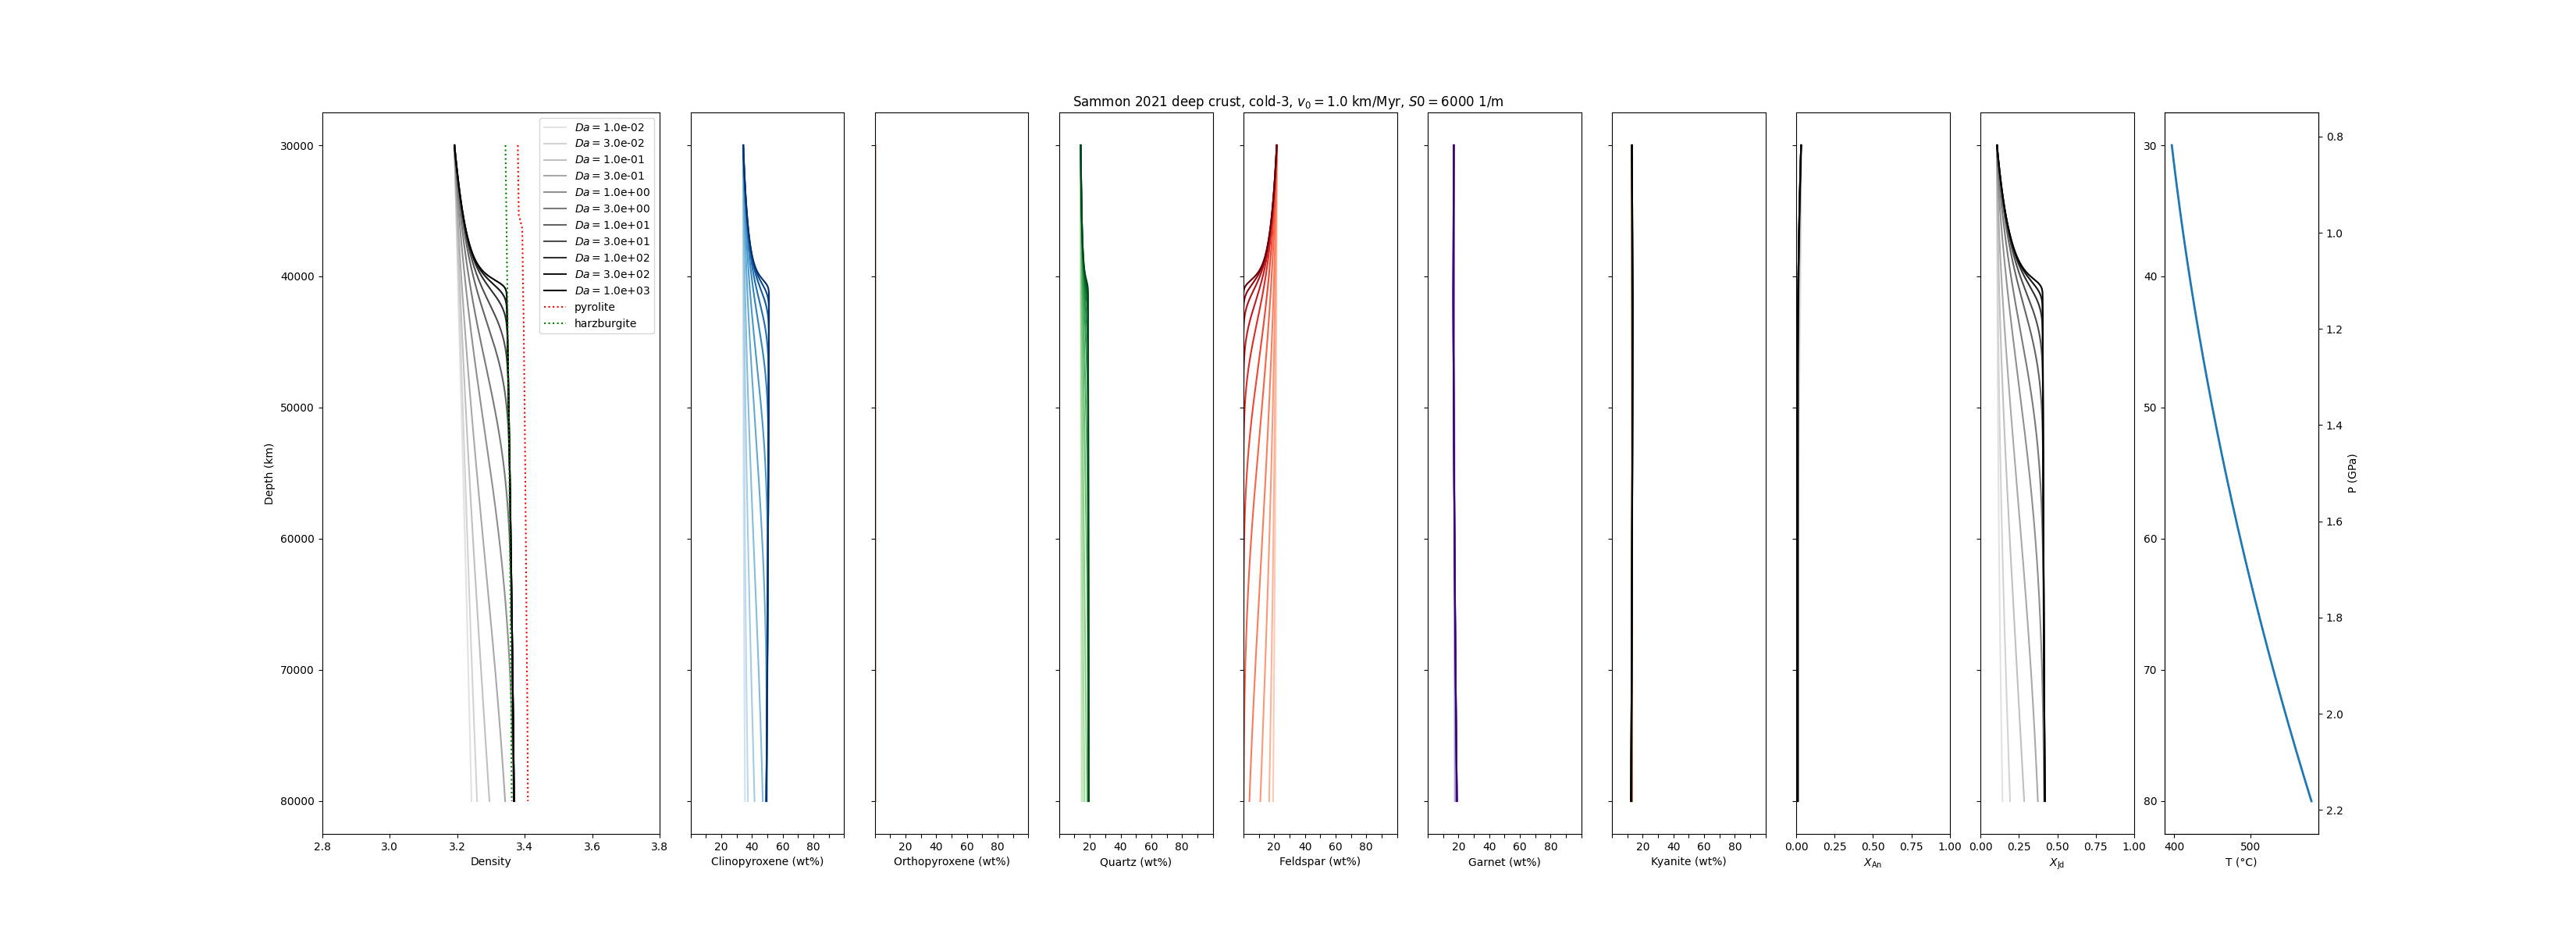 Sammon 2021 deep crust, cold-3, v₀ = 1.0 km/Myr, S0 = 6000 1/m
Da = 1.0e-02
Da = 3.0e-02
Da = 1.0e-01
Da = 3.0e-01
Da = 1.0e+00
Da = 3.0e+00
Da = 1.0e+01
Da = 3.0e+01
Da = 1.0e+02
Da = 3.0e+02
Da = 1.0e+03
pyrolite
harzburgite
Depth (km)
30000
40000
50000
60000
70000
80000
2.8 3.0 3.2 3.4 3.6 3.8
Density
20 40 60 80
Clinopyroxene (wt%)
20 40 60 80
Orthopyroxene (wt%)
20 40 60 80
Quartz (wt%)
20 40 60 80
Feldspar (wt%)
20 40 60 80
Garnet (wt%)
20 40 60 80
Kyanite (wt%)
0.00 0.25 0.50 0.75 1.00
X_An
0.00 0.25 0.50 0.75 1.00
X_Jd
30
40
50
60
70
80
400 500
T (°C)
0.8
1.0
1.2
1.4
1.6
1.8
2.0
2.2
P (GPa)